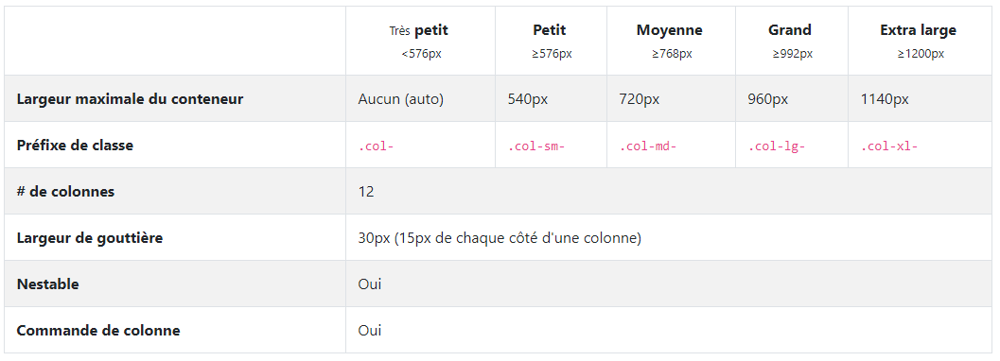 Très petit Petit Moyenne Grand Extra large
<576px ≥576px ≥768px ≥992px ≥1200px
Largeur maximale du conteneur Aucun (auto) 540px 720px 960px 1140px
Préfixe de classe .col- .col-sm- .col-md- .col-lg- .col-xl-
# de colonnes 12
Largeur de gouttière 30px (15px de chaque côté d'une colonne)
Nestable Oui
Commande de colonne Oui